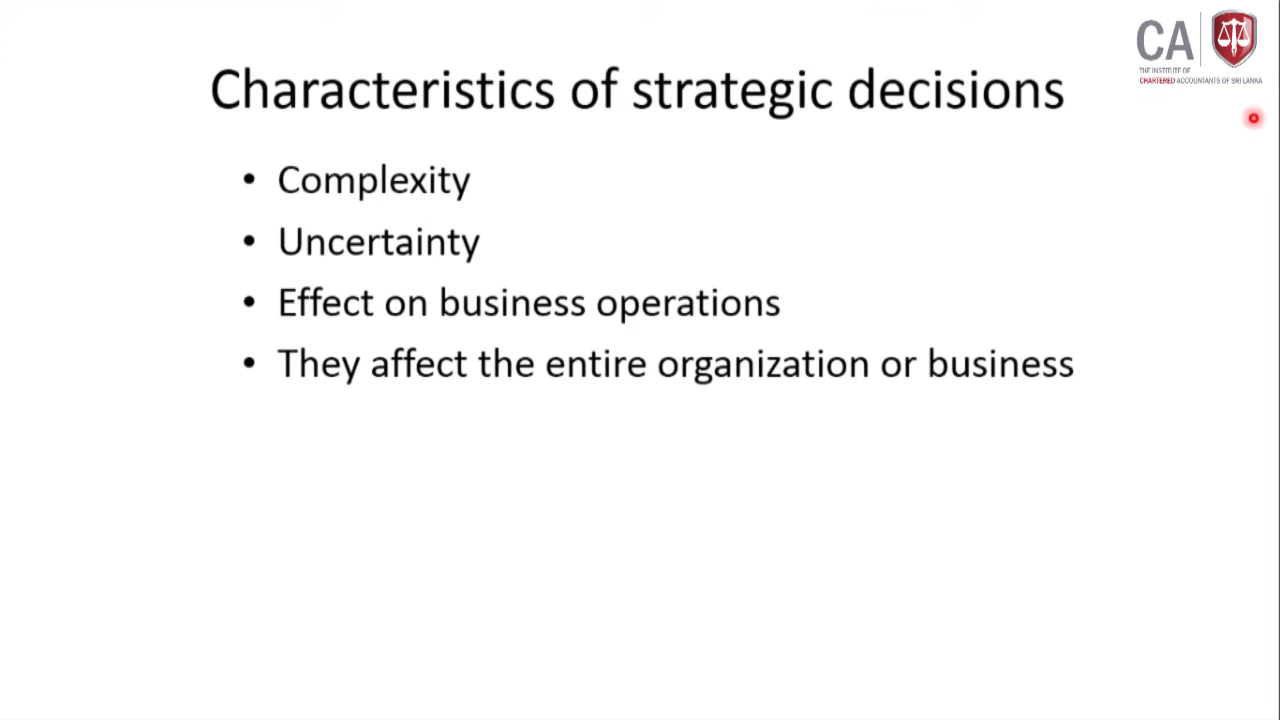 CA
THE INSTITUTE OF
CHARTERED ACCOUNTANTS OF SRI LANKA
Characteristics of strategic decisions
• Complexity
• Uncertainty
• Effect on business operations
• They affect the entire organization or business